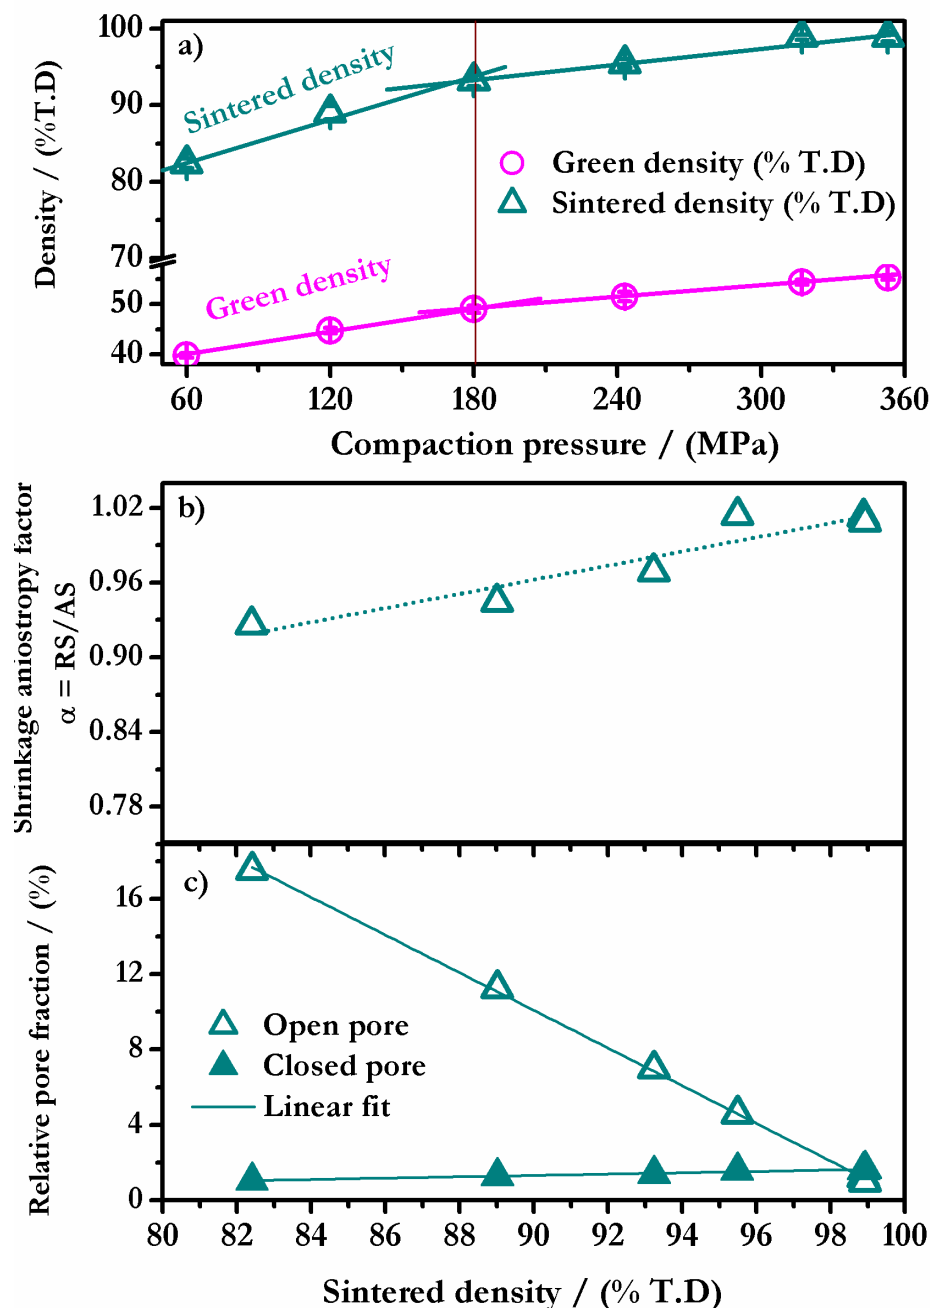 a)
Density / (%T.D)
100
90
80
70
50
40
Sintered density
Green density
Green density (% T.D)
Sintered density (% T.D)
60 120 180 240 300 360
Compaction pressure / (MPa)
b)
Shrinkage aniostropy factor
α = RS/AS
1.02
0.96
0.90
0.84
0.78
c)
Relative pore fraction / (%)
16
12
8
4
0
Open pore
Closed pore
Linear fit
80 82 84 86 88 90 92 94 96 98 100
Sintered density / (% T.D)